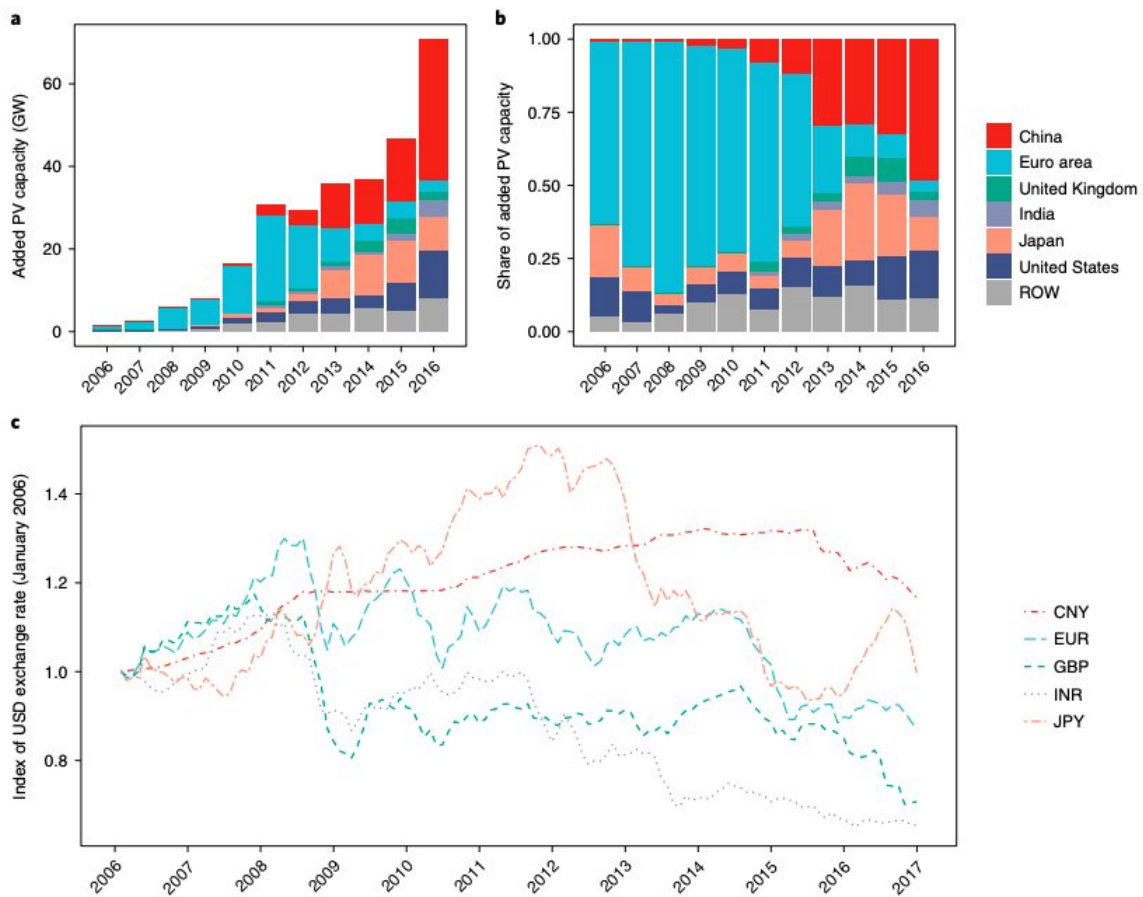 a
Added PV capacity (GW)
60
40
20
0
2006 2007 2008 2009 2010 2011 2012 2013 2014 2015 2016
b
Share of added PV capacity
1.00
0.75
0.50
0.25
0.00
2006 2007 2008 2009 2010 2011 2012 2013 2014 2015 2016
China
Euro area
United Kingdom
India
Japan
United States
ROW
c
Index of USD exchange rate (January 2006)
1.4
1.2
1.0
0.8
2006 2007 2008 2009 2010 2011 2012 2013 2014 2015 2016 2017
CNY
EUR
GBP
INR
JPY